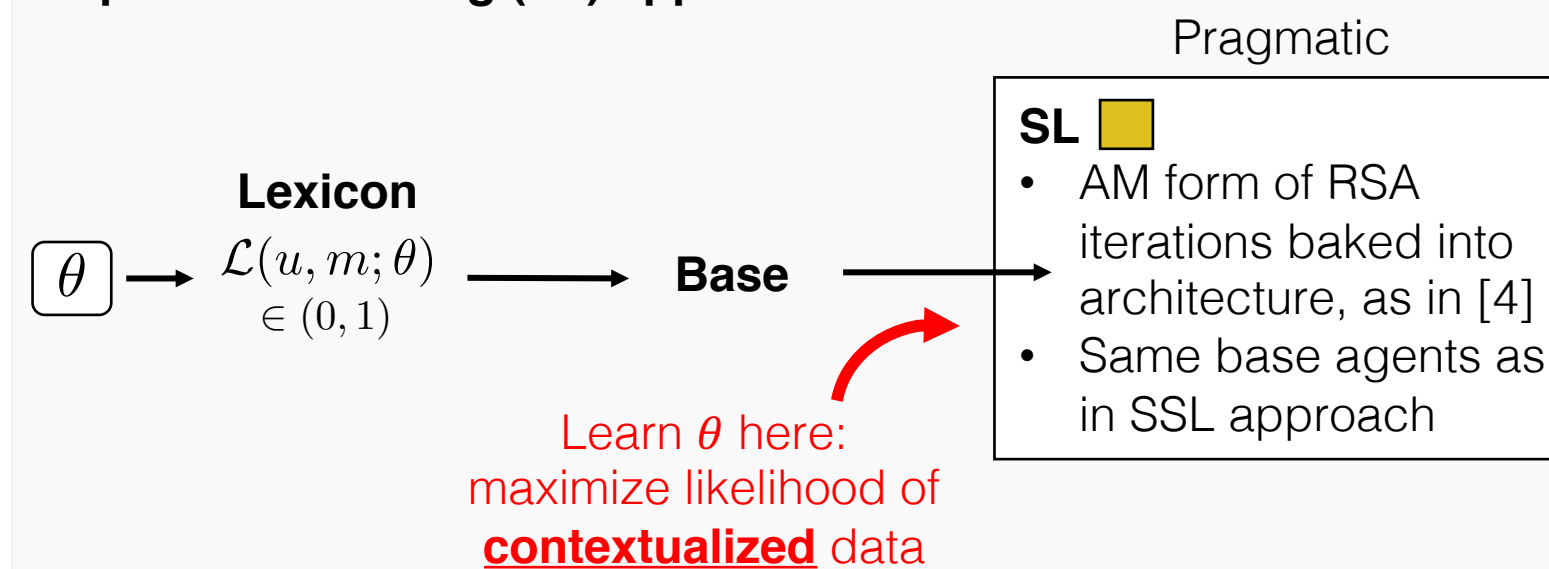 Pragmatic
SL
• AM form of RSA
iterations baked into
architecture, as in [4]
• Same base agents as
in SSL approach
Lexicon
θ
ℒ(u, m; θ)
∈ (0, 1)
Base
Learn θ here:
maximize likelihood of
contextualized data